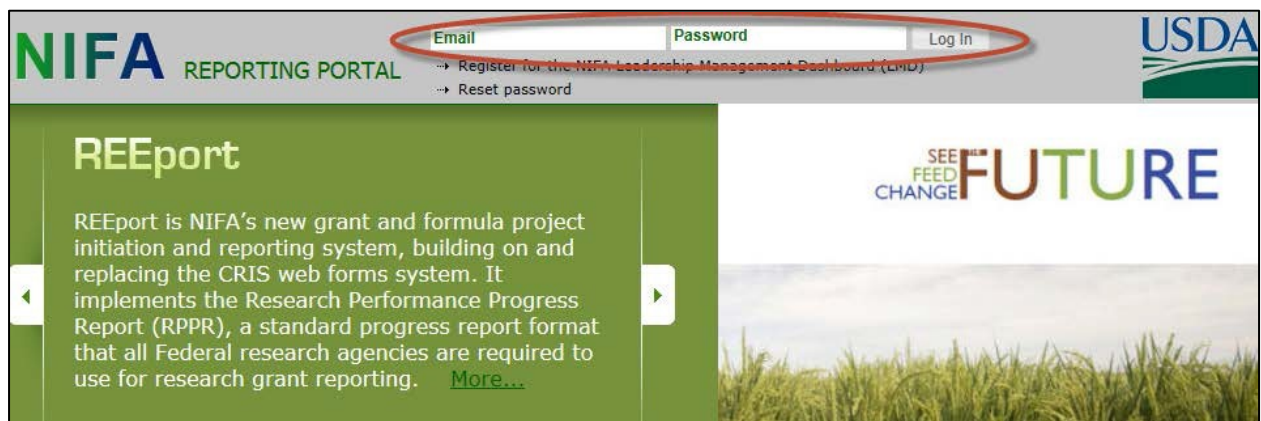 NIFA REPORTING PORTAL
Email Password Log In
⇢ Register for the NIFA Leadership Management Dashboard (LMD)
⇢ Reset password
USDA
REEport
REEport is NIFA's new grant and formula project
initiation and reporting system, building on and
replacing the CRIS web forms system. It
implements the Research Performance Progress
Report (RPPR), a standard progress report format
that all Federal research agencies are required to
use for research grant reporting. More...
SEE
FEED
CHANGE
FUTURE